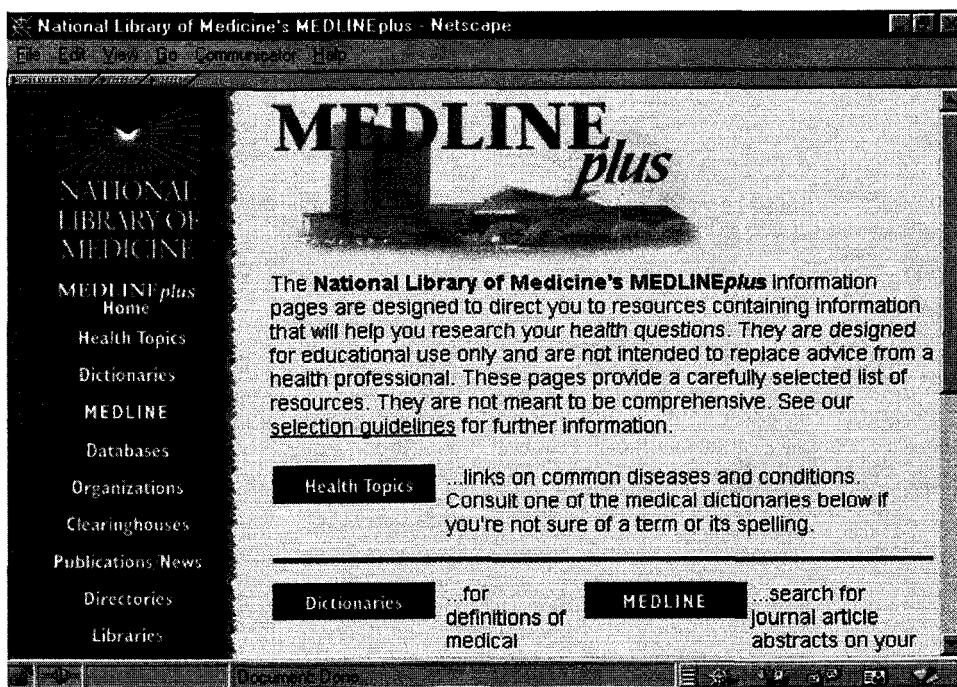 National Library of Medicine's MEDLINEplus - Netscape
File Edit View Go Communicator Help
NATIONAL
LIBRARY OF
MEDICINE
MEDLINEplus
Home
Health Topics
Dictionaries
MEDLINE
Databases
Organizations
Clearinghouses
Publications/News
Directories
Libraries
MEDLINE
plus
The National Library of Medicine's MEDLINEplus information
pages are designed to direct you to resources containing information
that will help you research your health questions. They are designed
for educational use only and are not intended to replace advice from a
health professional. These pages provide a carefully selected list of
resources. They are not meant to be comprehensive. See our
selection guidelines for further information.
Health Topics
...links on common diseases and conditions.
Consult one of the medical dictionaries below if
you're not sure of a term or its spelling.
Dictionaries
...for
definitions of
medical
MEDLINE
...search for
journal article
abstracts on your
Document: Done